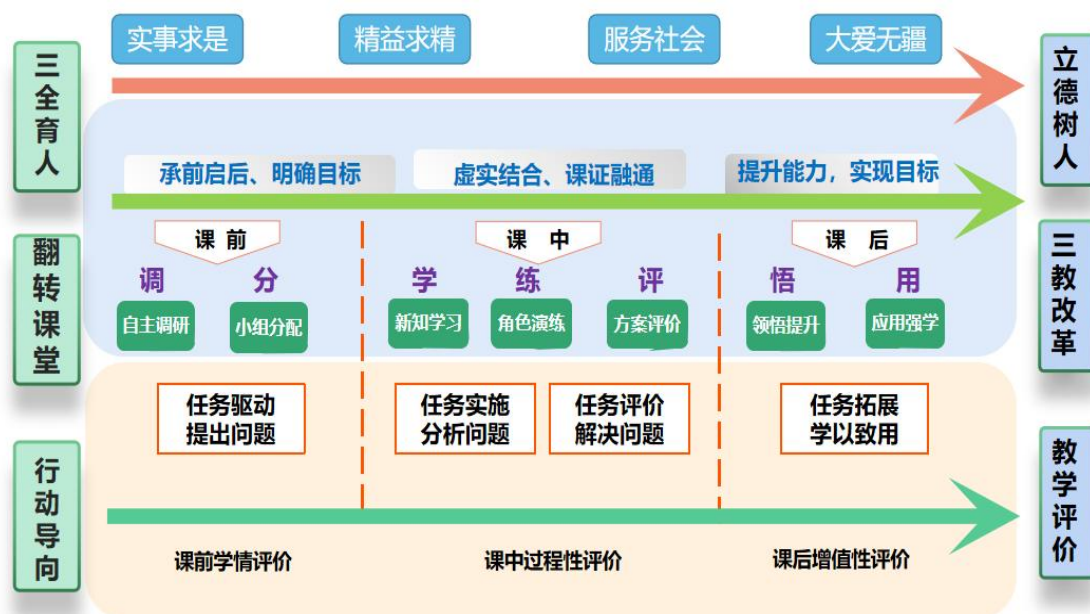 实事求是
精益求精
服务社会
大爱无疆
三全育人
立德树人
承前启后、明确目标
虚实结合、课证融通
提升能力，实现目标
翻转课堂
三教改革
课前
课 中
课 后
调
分
学
练
评
悟
用
自主调研
小组分配
新知学习
角色演练
方案评价
领悟提升
应用强学
任务驱动
提出问题
任务实施
分析问题
任务评价
解决问题
任务拓展
学以致用
行动导向
教学评价
课前学情评价
课中过程性评价
课后增值性评价